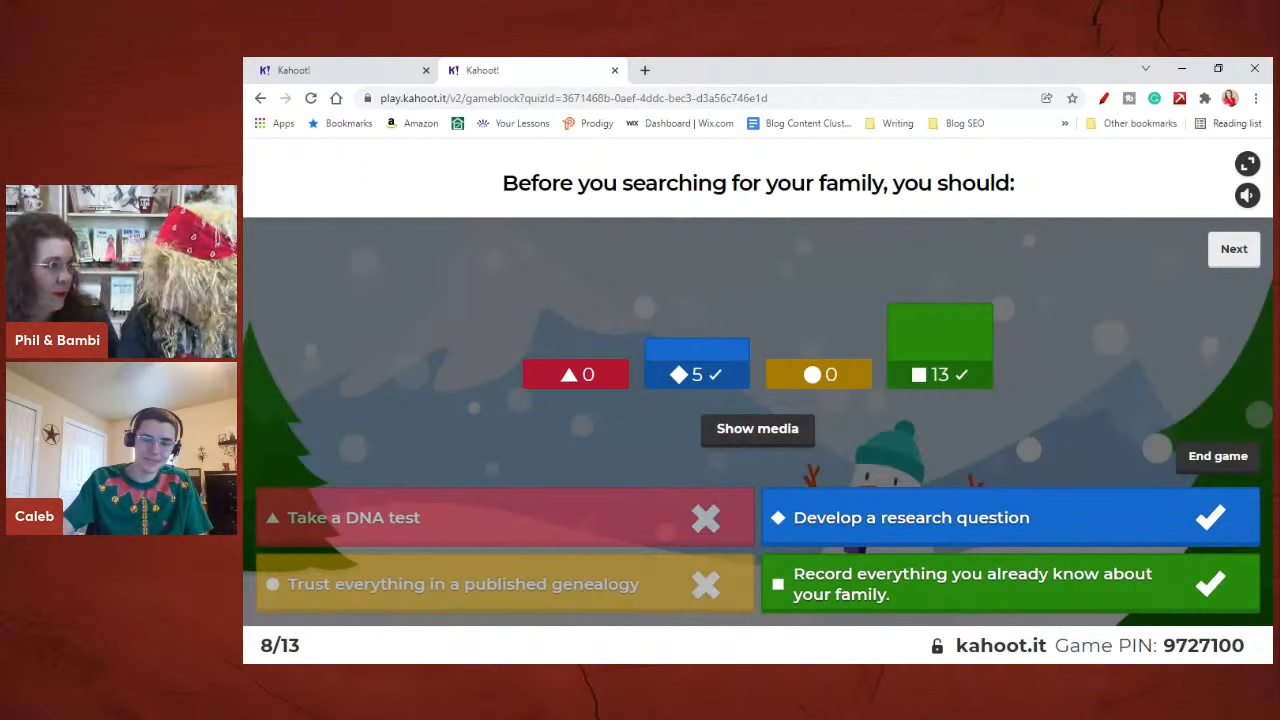 K! Kahoot!
K! Kahoot!
play.kahoot.it/v2/gameblock?quizId=3671468b-0aef-4ddc-bec3-d3a56c746e1d
Apps
Bookmarks
Amazon
Your Lessons
Prodigy
WIX Dashboard | Wix.com
Blog Content Clust...
Writing
Blog SEO
»
Other bookmarks
Reading list
Before you searching for your family, you should:
Next
0
5
0
13
Show media
End game
Take a DNA test
Develop a research question
Trust everything in a published genealogy
Record everything you already know about
your family.
8/13
kahoot.it Game PIN: 9727100
Phil & Bambi
Caleb